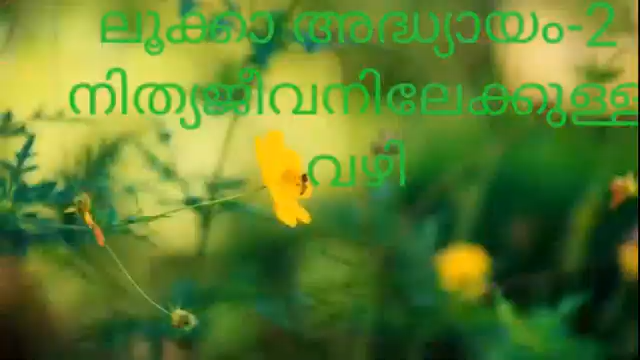 ലൂക്കാ അദ്ധ്യായം-2
നിത്യജീവനിലേക്കുള്ള
വഴി